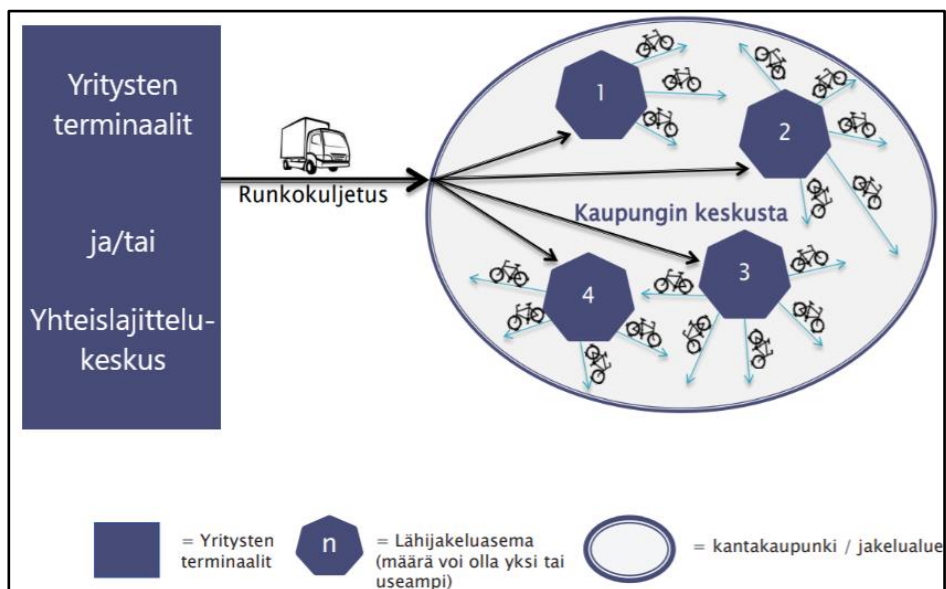 Yritysten
terminaalit
ja/tai
Yhteislajittelu-
keskus
Runkokuljetus
1
2
Kaupungin keskusta
3
4
= Yritysten
terminaalit
n
= Lähijakeluasema
(määrä voi olla yksi tai
useampi)
= kantakaupunki / jakelualue